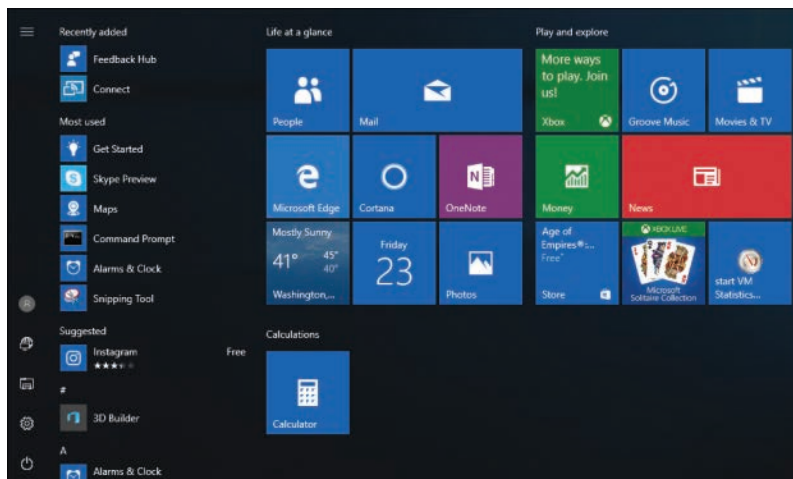 Recently added
Feedback Hub
Connect
Most used
Get Started
Skype Preview
Maps
Command Prompt
Alarms & Clock
Snipping Tool
Suggested
Instagram
Free
#
3D Builder
A
Alarms & Clock
Life at a glance
People
Mail
Microsoft Edge
Cortana
N
OneNote
Mostly Sunny
41°
45°
40°
Washington,...
Friday
23
Photos
Calculations
Calculator
Play and explore
More ways
to play. Join
us!
Xbox
Groove Music
Movies & TV
Money
News
Age of
Empires®:...
Free*
Store
XBOX LIVE
Microsoft
Solitaire Collection
start VM
Statistics...